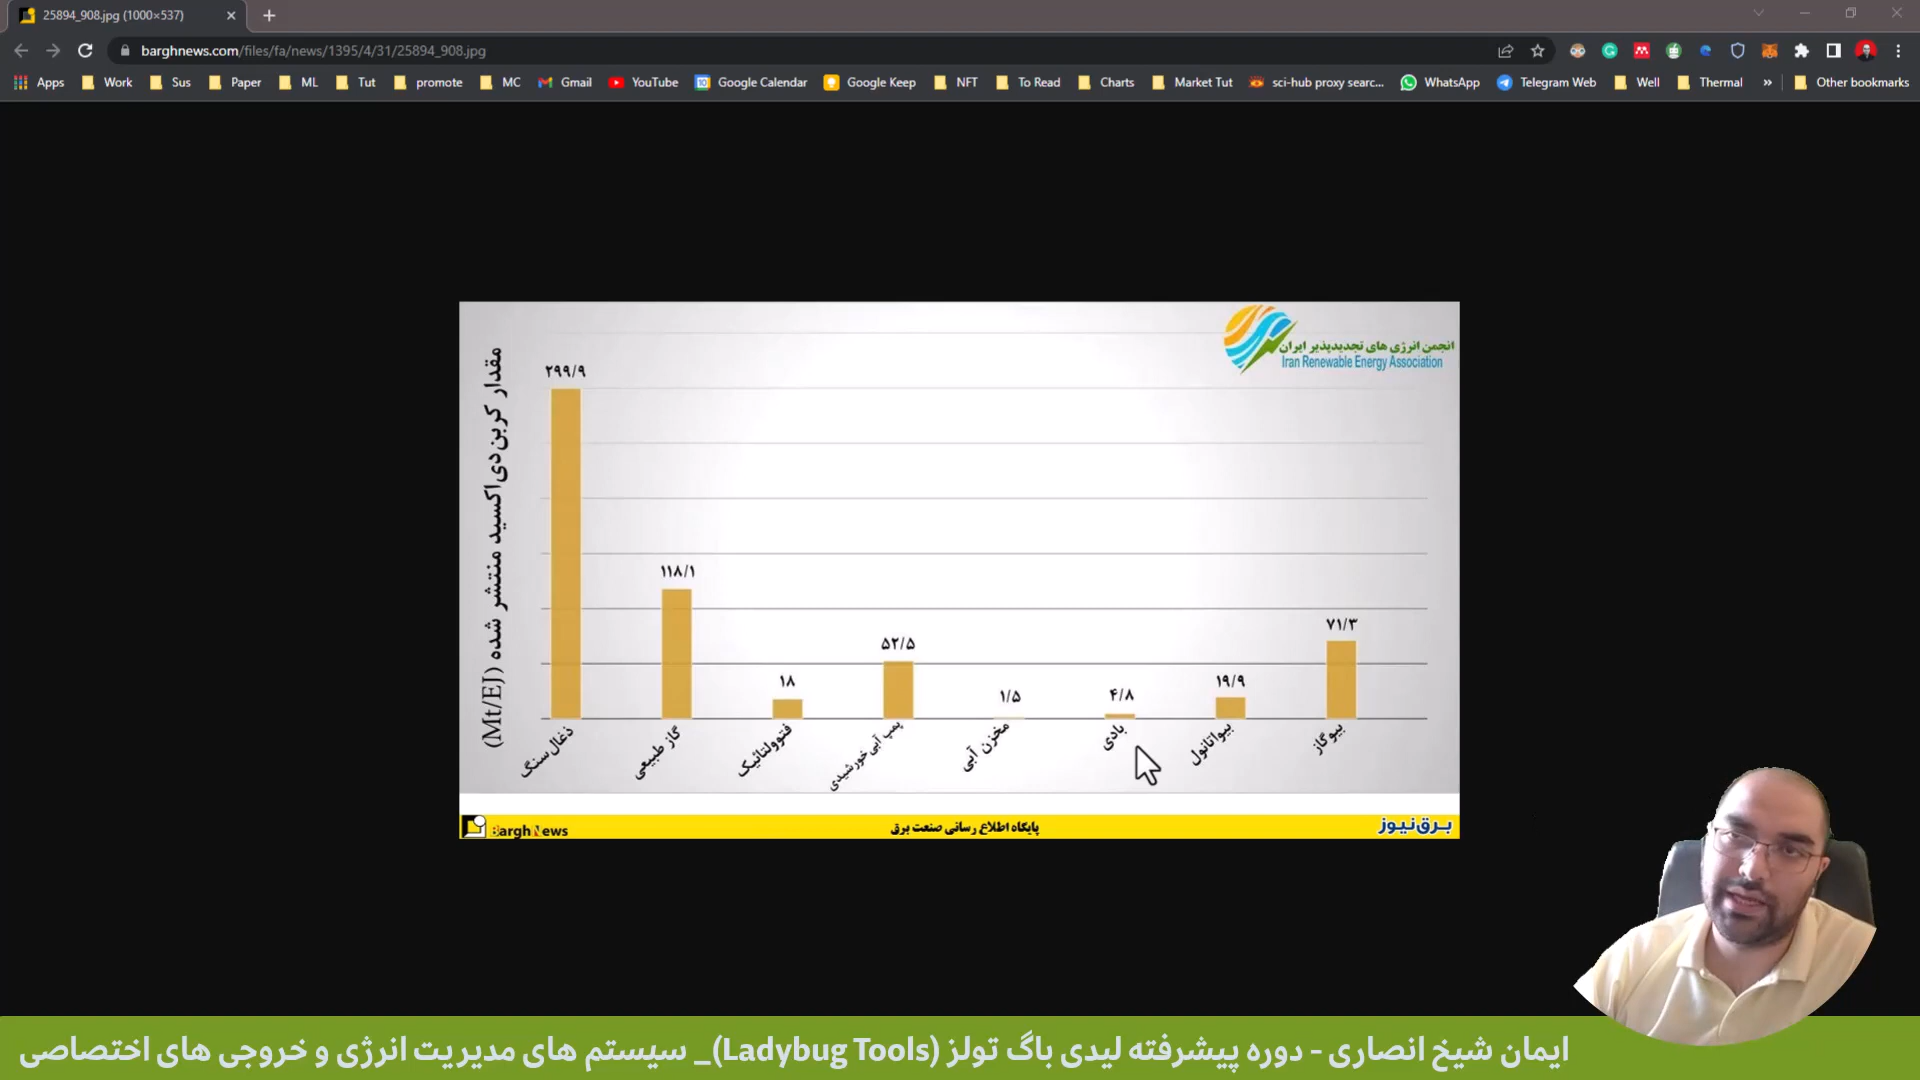 25894_908.jpg (1000×537)
barghnews.com/files/fa/news/1395/4/31/25894_908.jpg
Apps Work Sus Paper ML Tut promote MC Gmail YouTube Google Calendar Google Keep NFT To Read Charts Market Tut sci-hub proxy searc... WhatsApp Telegram Web Well Thermal » Other bookmarks
انجمن انرژی های تجدیدپذیر ایران
Iran Renewable Energy Association
مقدار کربن‌دی‌اکسید منتشر شده (Mt/EJ)
۲۹۹/۹
۱۱۸/۱
۱۸
۵۲/۵
۱/۵
۴/۸
۱۹/۹
۷۱/۳
ذغال‌سنگ
گاز طبیعی
فتوولتائیک
پمپ آبی خورشیدی
مخزن آبی
بادی
بیواتانول
بیوگاز
Bargh News
پایگاه اطلاع رسانی صنعت برق
برق‌نیوز
ایمان شیخ انصاری - دوره پیشرفته لیدی باگ تولز (Ladybug Tools)_ سیستم های مدیریت انرژی و خروجی های اختصاصی